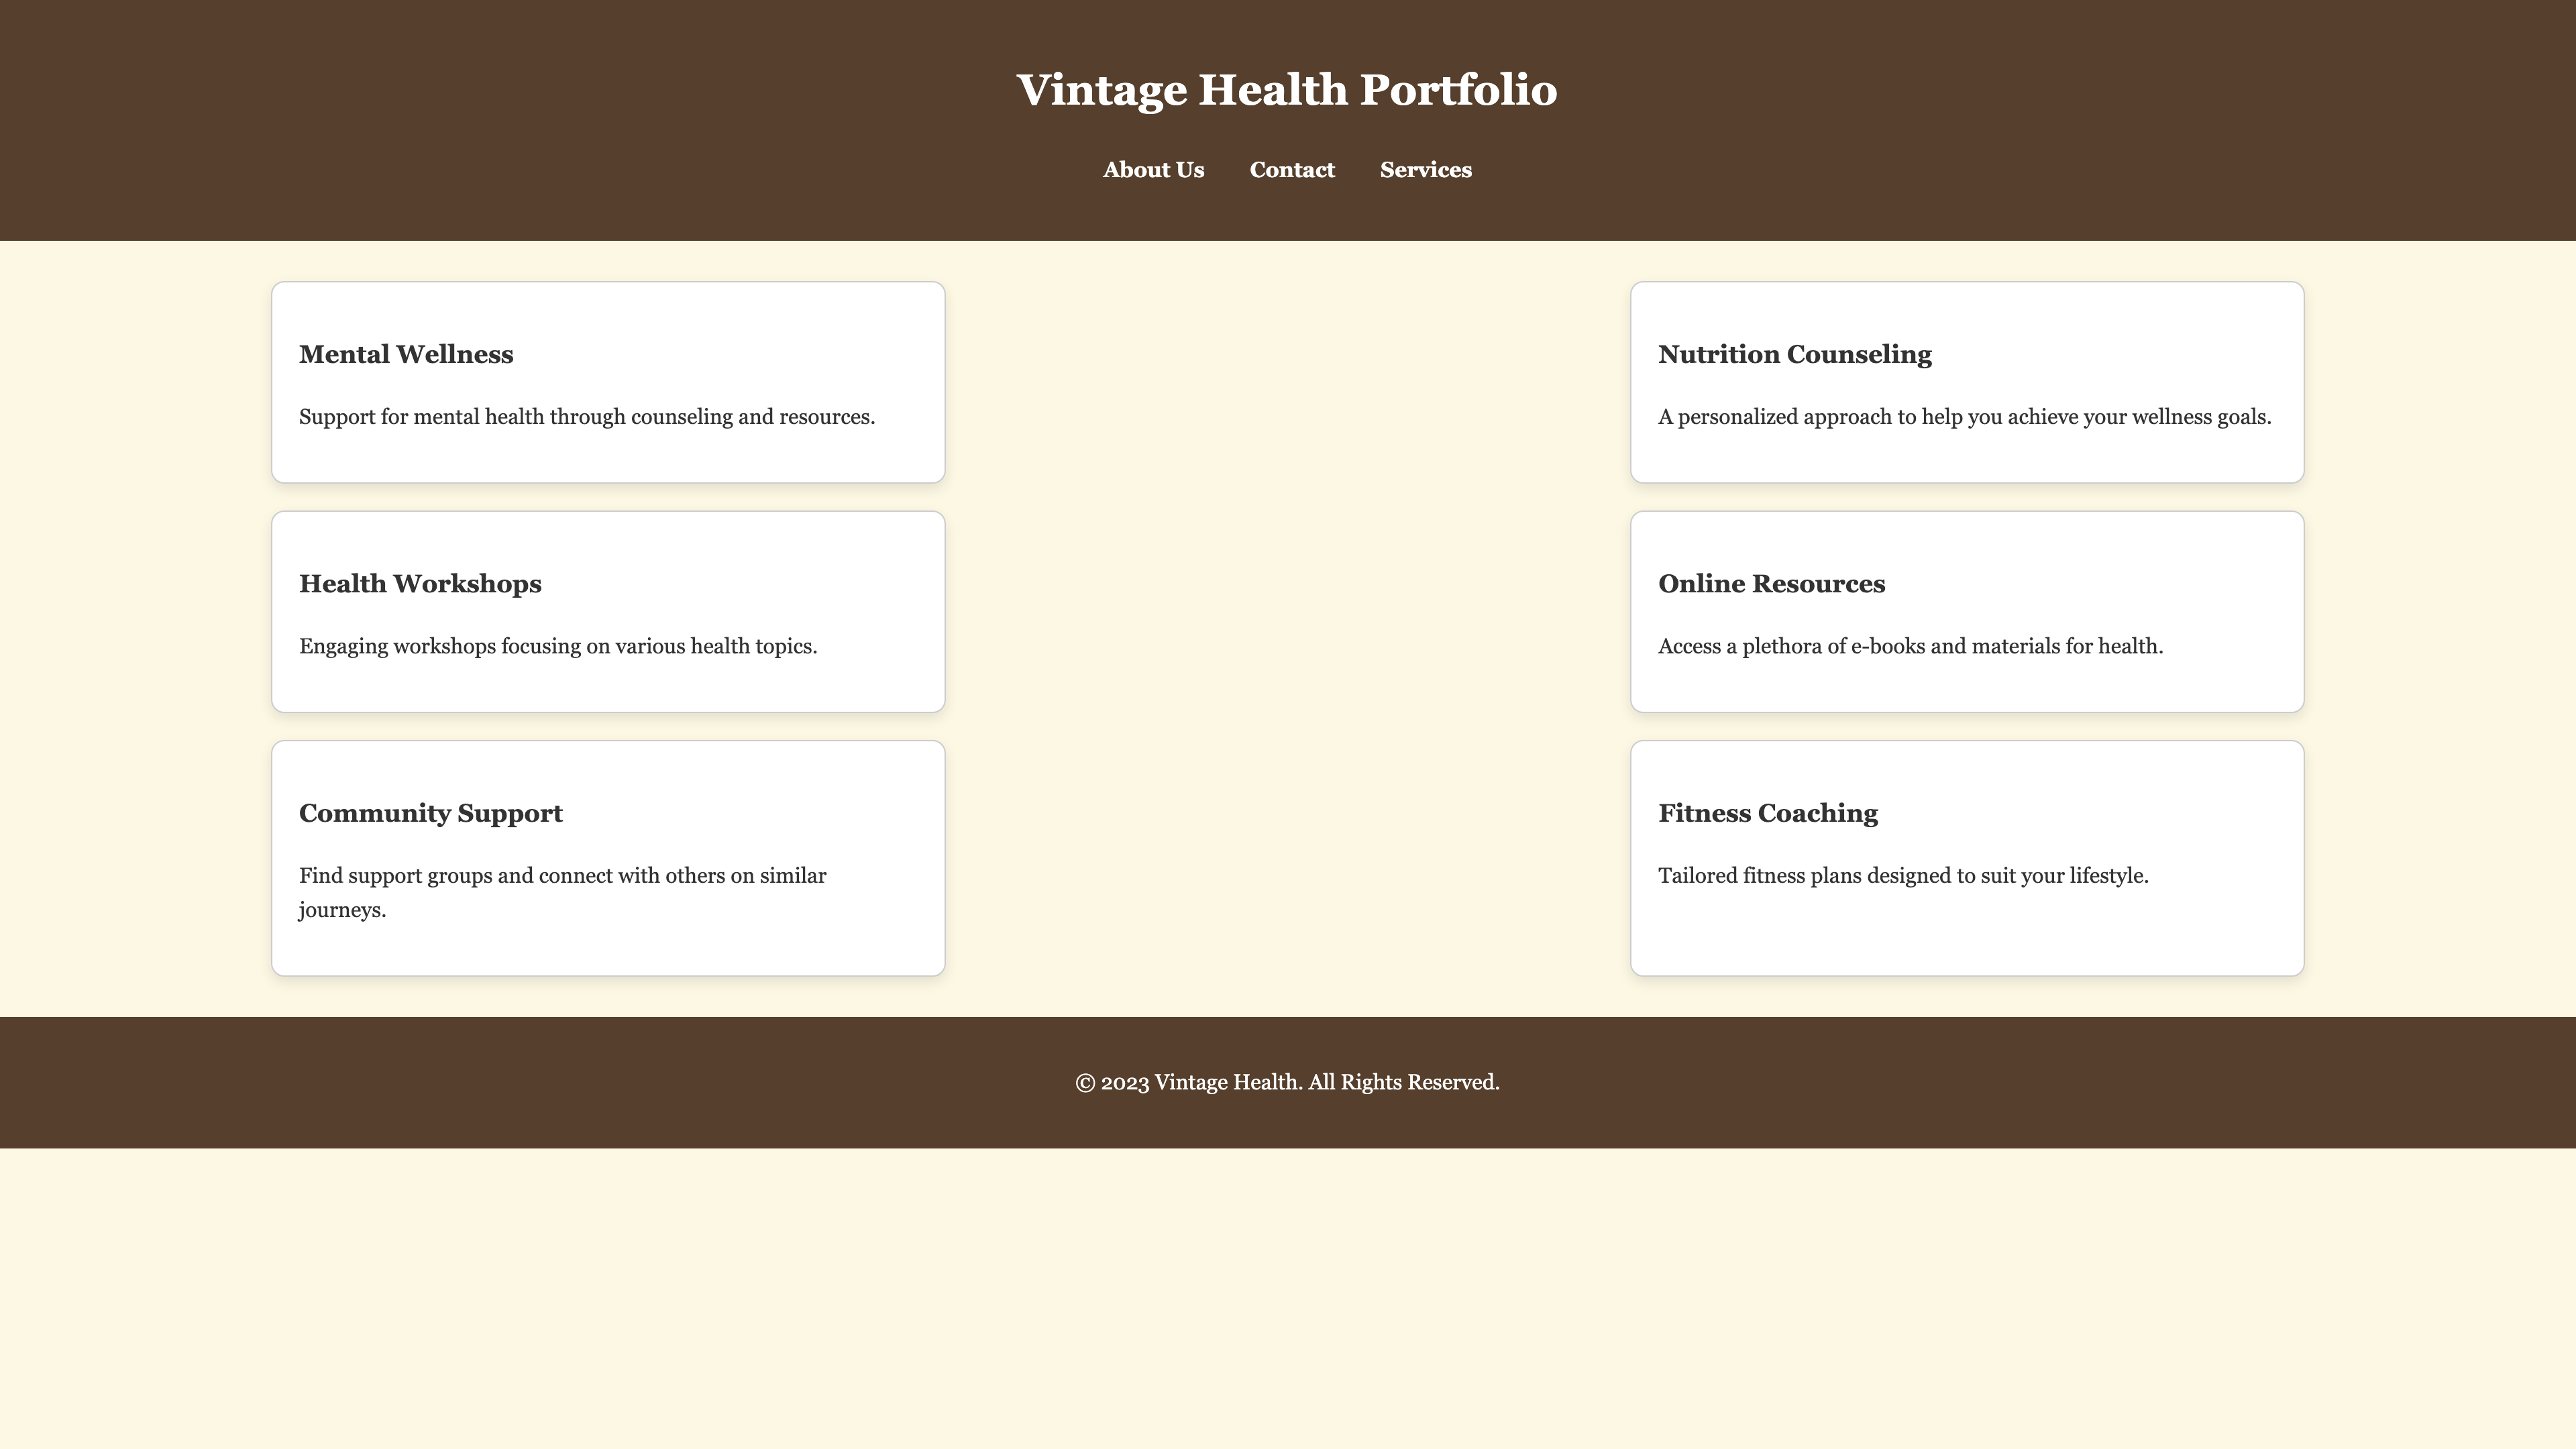 Vintage Health Portfolio
About Us Contact Services
Mental Wellness
Support for mental health through counseling and resources.
Nutrition Counseling
A personalized approach to help you achieve your wellness goals.
Health Workshops
Engaging workshops focusing on various health topics.
Online Resources
Access a plethora of e-books and materials for health.
Community Support
Find support groups and connect with others on similar
journeys.
Fitness Coaching
Tailored fitness plans designed to suit your lifestyle.
© 2023 Vintage Health. All Rights Reserved.